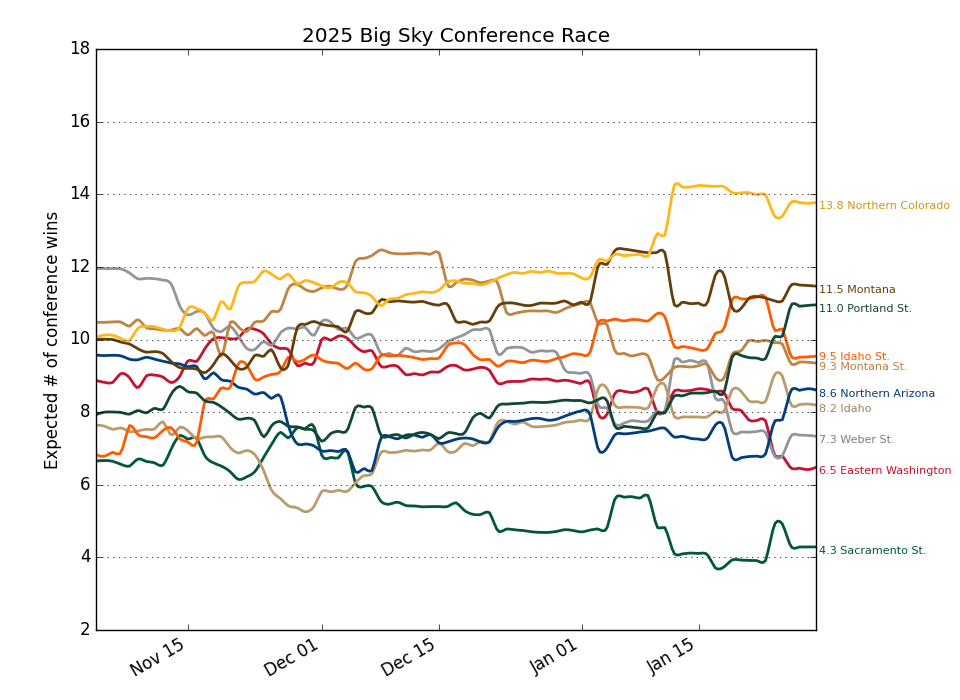 2025 Big Sky Conference Race
Expected # of conference wins
18
16
14
12
10
8
6
4
2
13.8 Northern Colorado
11.5 Montana
11.0 Portland St.
9.5 Idaho St.
9.3 Montana St.
8.6 Northern Arizona
8.2 Idaho
7.3 Weber St.
6.5 Eastern Washington
4.3 Sacramento St.
Nov 15
Dec 01
Dec 15
Jan 01
Jan 15